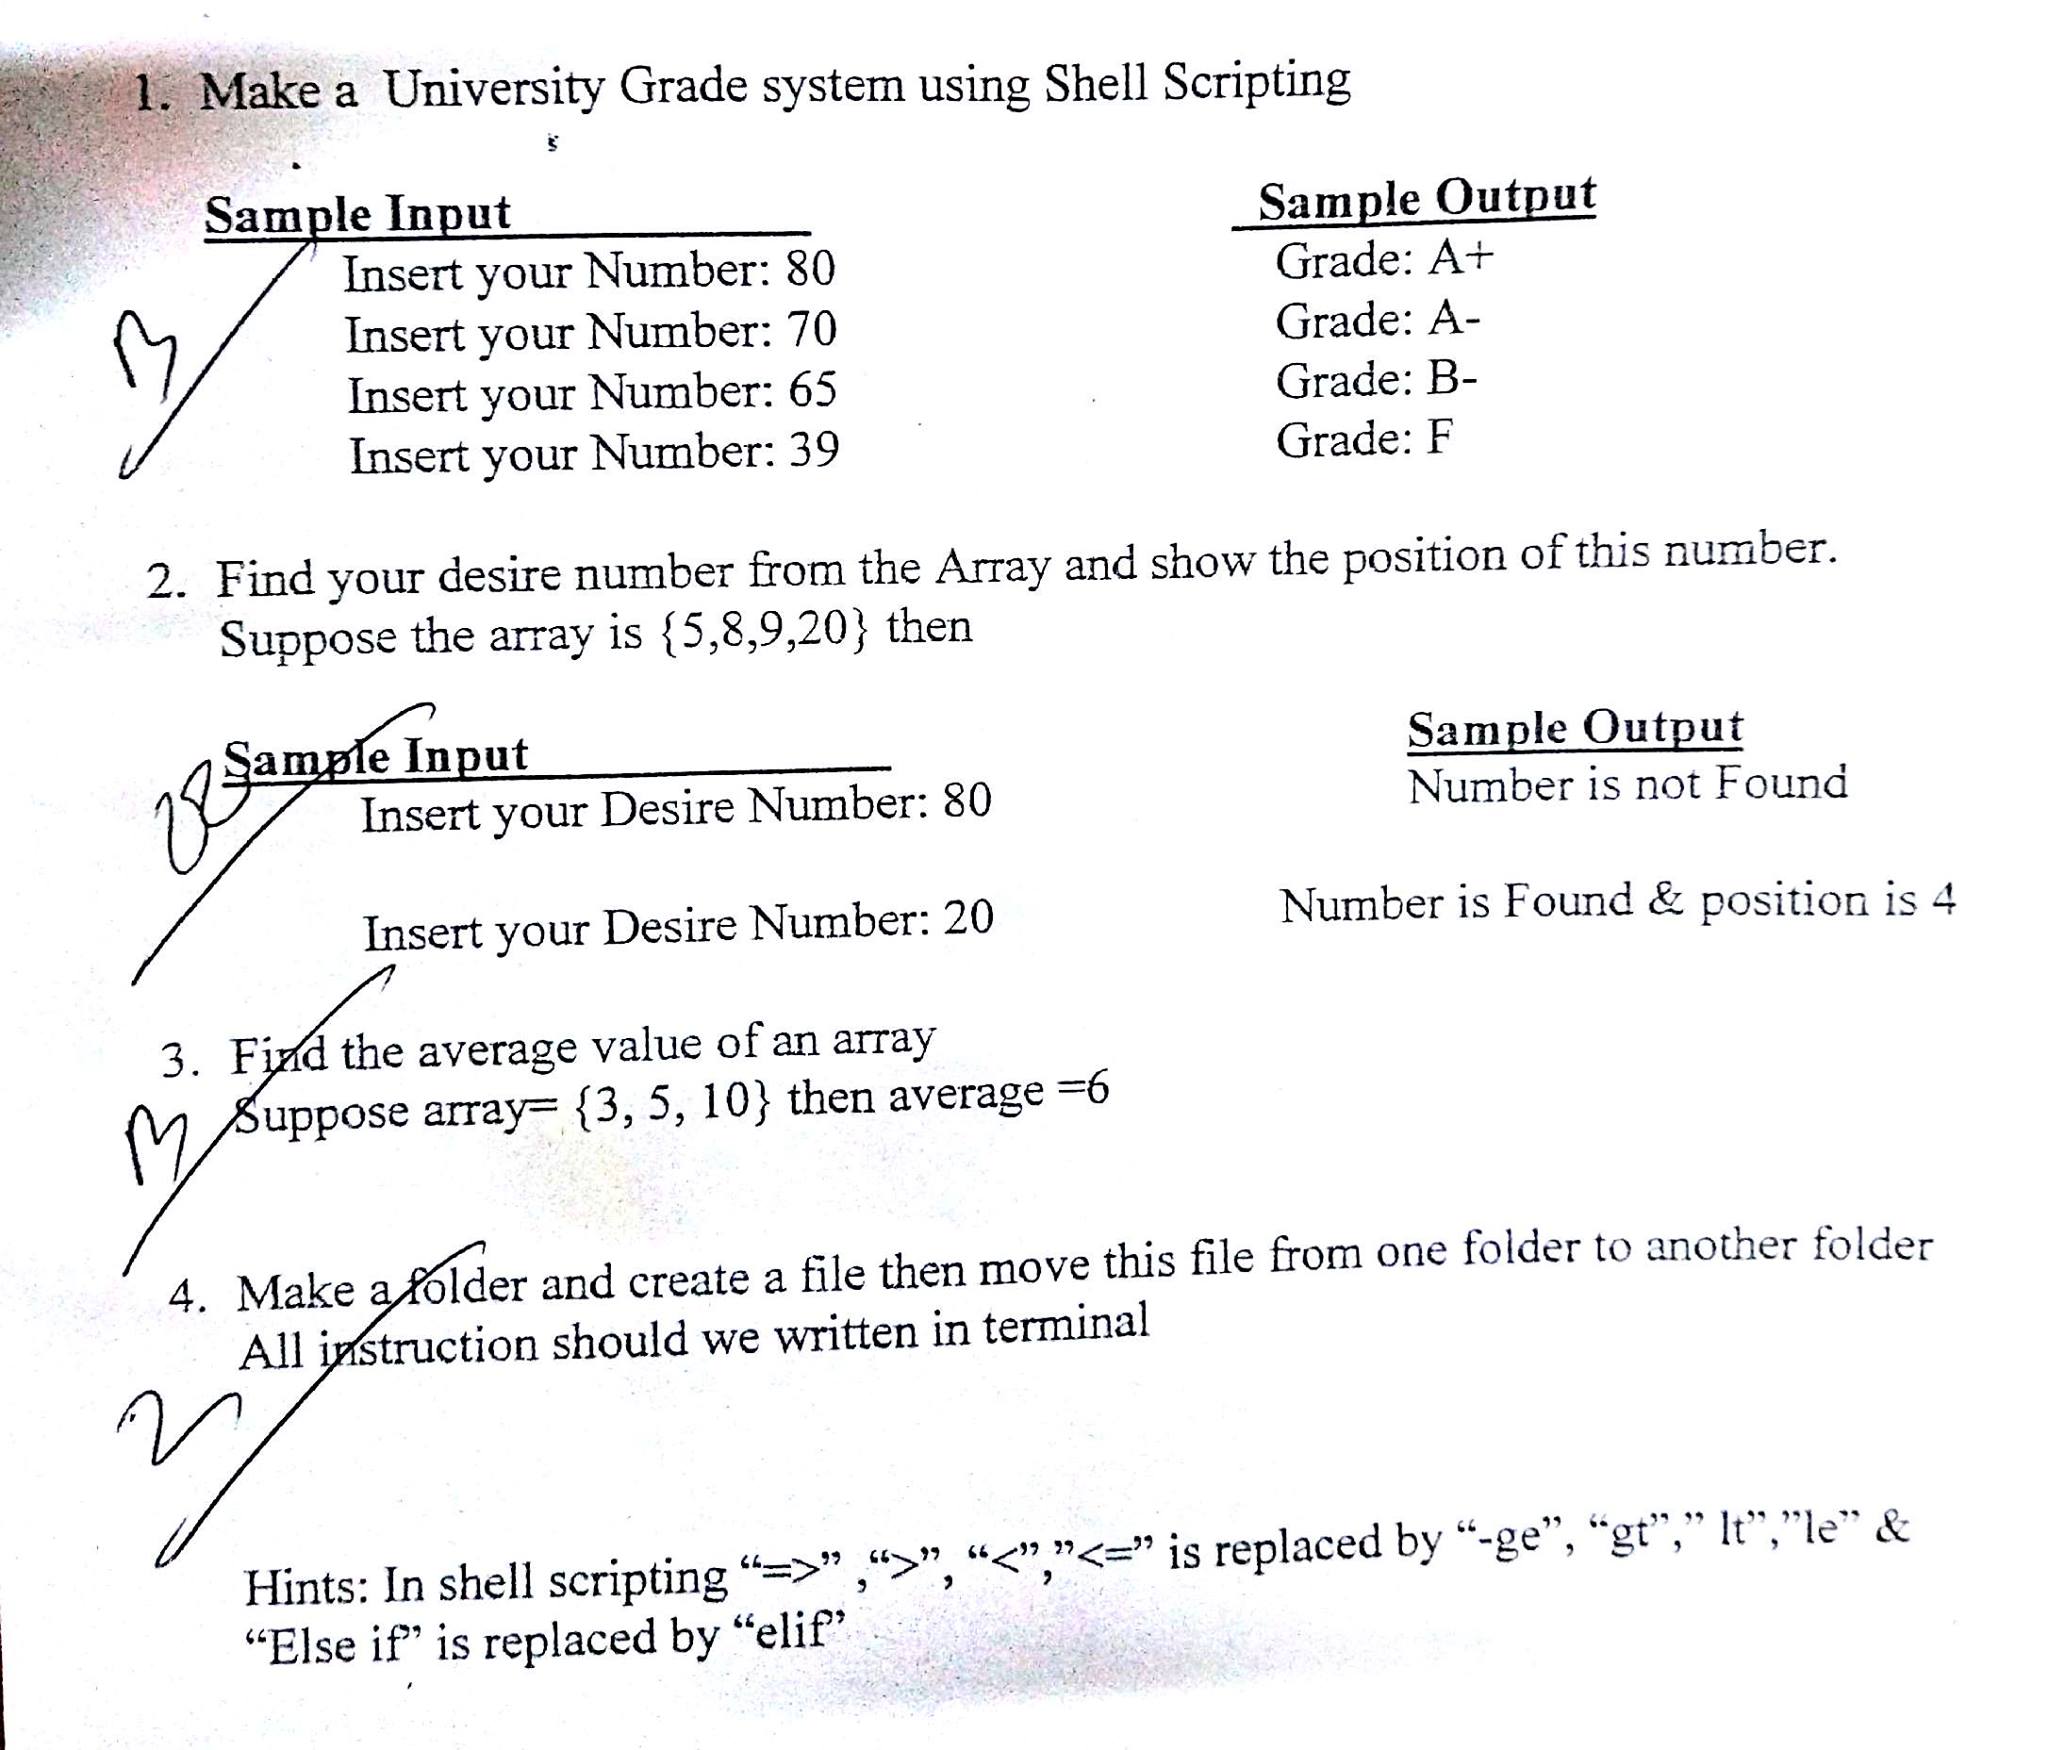 1. Make a University Grade system using Shell Scripting
Sample Input
Sample Output
Insert your Number: 80
Grade: A+
Insert your Number: 70
Grade: A-
Insert your Number: 65
Grade: B-
Insert your Number: 39
Grade: F
3
2. Find your desire number from the Array and show the position of this number.
Suppose the array is {5,8,9,20} then
Sample Input
Sample Output
Insert your Desire Number: 80
Number is not Found
Insert your Desire Number: 20
Number is Found & position is 4
3. Find the average value of an array
Suppose array= {3, 5, 10} then average =6
3
4. Make a folder and create a file then move this file from one folder to another folder
All instruction should we written in terminal
2
Hints: In shell scripting “=>” ,“>”, “<”,”<=” is replaced by “-ge”, “gt”,” lt”,”le” &
“Else if” is replaced by “elif”